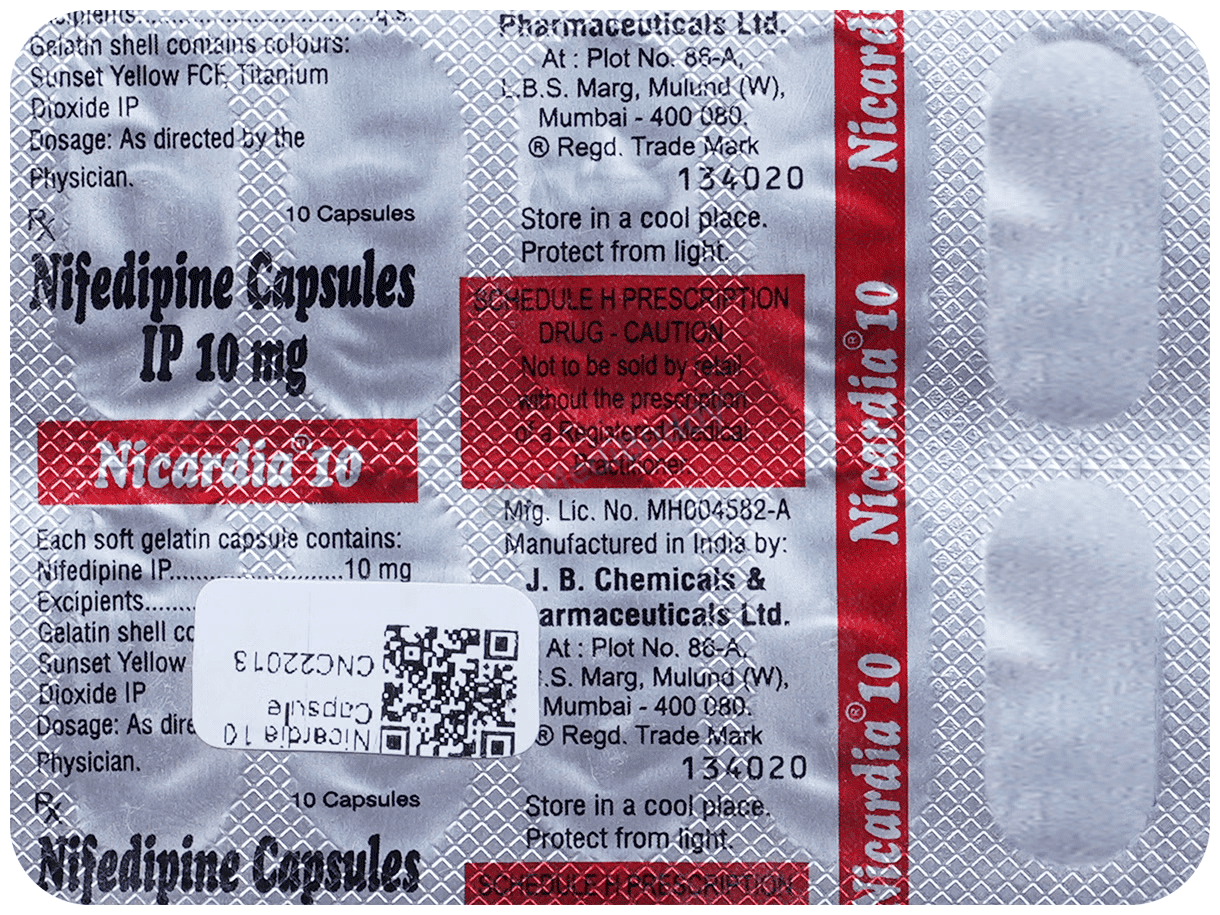 Excipients:..............................q.s.
Gelatin shell contains colours:
Sunset Yellow FCF, Titanium
Dioxide IP
Dosage: As directed by the
Physician.
Rx
10 Capsules
Nifedipine Capsules
IP 10 mg
Nicardia® 10
Each soft gelatin capsule contains:
Nifedipine IP........................10 mg
Excipients.......
Gelatin shell
Sunset Yellow
Dioxide IP
Dosage: As
Physician.
Rx
10 Capsules
Nifedipine Capsules
Nicardia 10
Capsule
CNC22013
Pharmaceuticals Ltd.
At : Plot No. 86-A,
L.B.S. Marg, Mulund (W),
Mumbai - 400 080.
® Regd. Trade Mark
134020
Store in a cool place.
Protect from light.
SCHEDULE H PRESCRIPTION
DRUG - CAUTION
Not to be sold by retail
without the prescription
of a Registered Medical
Practitioner.
Mfg. Lic. No. MH004582-A
Manufactured in India by:
J. B. Chemicals &
armaceuticals Ltd.
At : Plot No. 86-A,
.S. Marg, Mulund (W),
Mumbai - 400 080.
® Regd. Trade Mark
134020
Store in a cool place.
Protect from light.
SCHEDULE H PRESCRIPTION
Nicardia
Nicardia® 10
Nicardia® 10